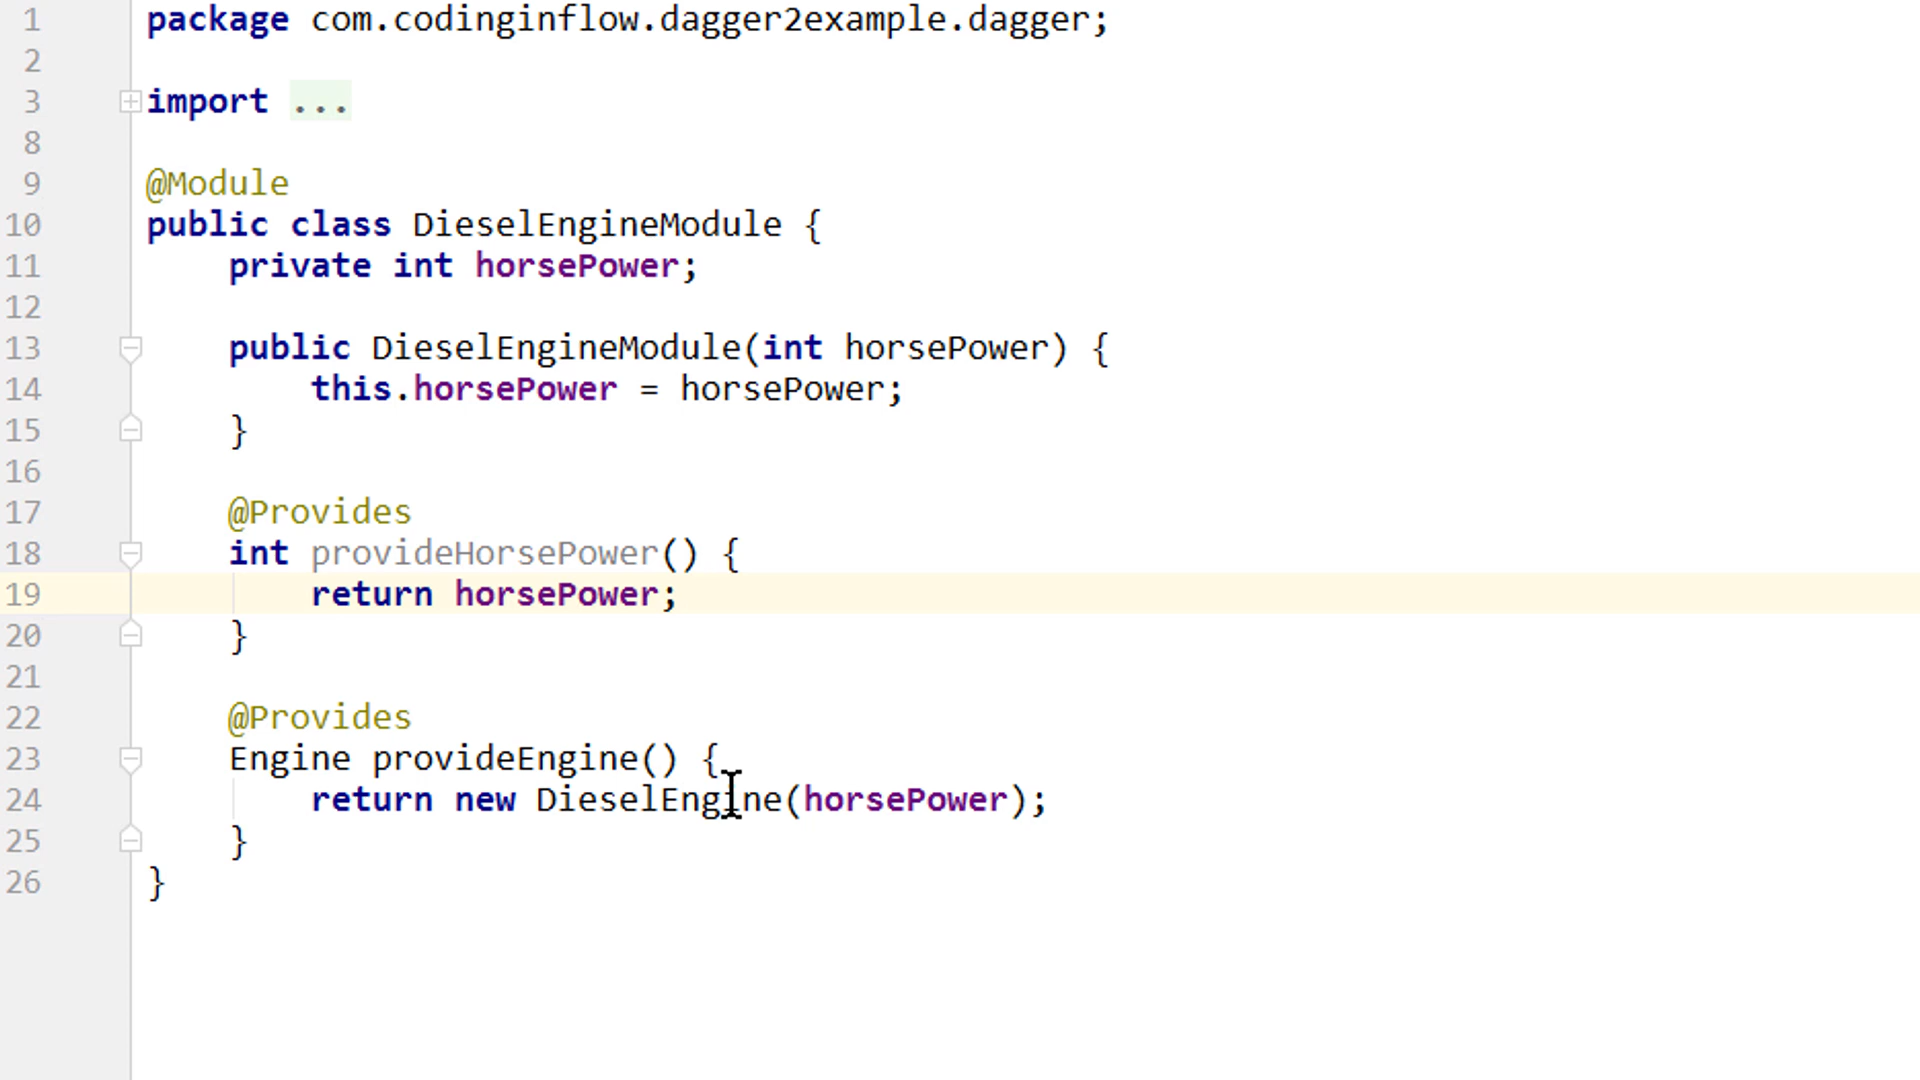 1 package com.codinginflow.dagger2example.dagger;
2
3 import ...
8
9 @Module
10 public class DieselEngineModule {
11     private int horsePower;
12
13     public DieselEngineModule(int horsePower) {
14         this.horsePower = horsePower;
15     }
16
17     @Provides
18     int provideHorsePower() {
19         return horsePower;
20     }
21
22     @Provides
23     Engine provideEngine() {
24         return new DieselEngine(horsePower);
25     }
26 }